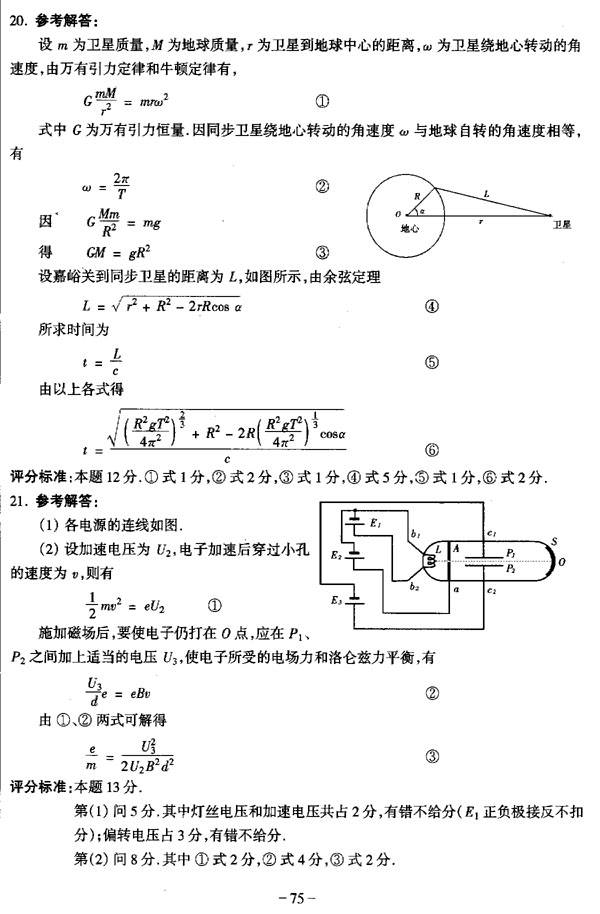 20. 参考解答:
设 m 为卫星质量,M 为地球质量,r 为卫星到地球中心的距离,ω 为卫星绕地心转动的角
速度,由万有引力定律和牛顿定律有,
G\frac{mM}{r^2} = mrω^2 ①
式中 G 为万有引力恒量.因同步卫星绕地心转动的角速度 ω 与地球自转的角速度相等,
有
ω = \frac{2π}{T} ②
因 G\frac{Mm}{R^2} = mg
得 GM = gR^2 ③
R
L
O
α
r
地心
卫星
设嘉峪关到同步卫星的距离为 L,如图所示,由余弦定理
L = \sqrt{r^2 + R^2 - 2rRcos α} ④
所求时间为
t = \frac{L}{c} ⑤
由以上各式得
t = \frac{\sqrt{(\frac{R^2gT^2}{4π^2})^{\frac{2}{3}} + R^2 - 2R(\frac{R^2gT^2}{4π^2})^{\frac{1}{3}}cosα}}{c} ⑥
评分标准:本题 12 分.①式 1 分,②式 2 分,③式 1 分,④式 5 分,⑤式 1 分,⑥式 2 分.
21. 参考解答:
(1) 各电源的连线如图.
(2) 设加速电压为 U_2,电子加速后穿过小孔
的速度为 v,则有
\frac{1}{2}mv^2 = eU_2 ①
E_1
E_2
E_3
b_1
b_2
L
A
a
c_1
c_2
P_1
P_2
S
O
施加磁场后,要使电子仍打在 O 点,应在 P_1、
P_2 之间加上适当的电压 U_3,使电子所受的电场力和洛仑兹力平衡,有
\frac{U_3}{d}e = eBv ②
由 ①、② 两式可解得
\frac{e}{m} = \frac{U_3^2}{2U_2B^2d^2} ③
评分标准:本题 13 分.
第(1) 问 5 分.其中灯丝电压和加速电压共占 2 分,有错不给分(E_1 正负极接反不扣
分);偏转电压占 3 分,有错不给分.
第(2) 问 8 分.其中 ① 式 2 分,② 式 4 分,③ 式 2 分.
-75-